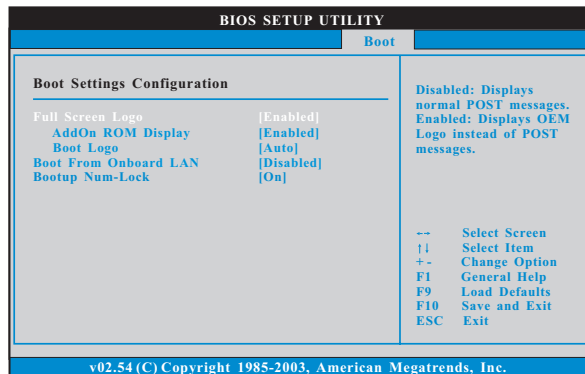 BIOS SETUP UTILITY
Boot
Boot Settings Configuration
Full Screen Logo [Enabled]
AddOn ROM Display [Enabled]
Boot Logo [Auto]
Boot From Onboard LAN [Disabled]
Bootup Num-Lock [On]
Disabled: Displays
normal POST messages.
Enabled: Displays OEM
Logo instead of POST
messages.
←→ Select Screen
↑↓ Select Item
+ - Change Option
F1 General Help
F9 Load Defaults
F10 Save and Exit
ESC Exit
v02.54 (C) Copyright 1985-2003, American Megatrends, Inc.